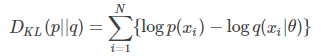 D_{KL}(p||q) = \sum_{i=1}^{N} \{\log p(x_i) - \log q(x_i|\theta)\}